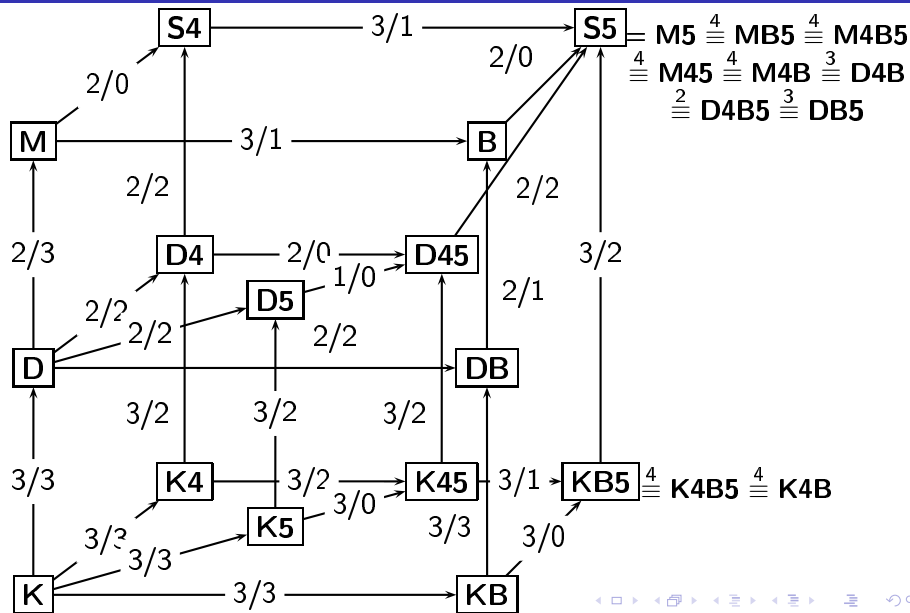 S4 3/1 S5 = M5 ≝⁴ MB5 ≝⁴ M4B5
2/0 2/0 ≡⁴ M45 ≡⁴ M4B ≡³ D4B
≡² D4B5 ≡³ DB5
M 3/1 B
2/2 2/2
2/3 D4 2/0 D45 3/2
D5 1/0
2/2 2/1
2/2 2/2
D DB
3/2 3/2 3/2
3/3 K4 3/2 K45 3/1 KB5 ≡⁴ K4B5 ≡⁴ K4B
3/0
3/3 K5 3/3 3/0
3/3
K 3/3 KB